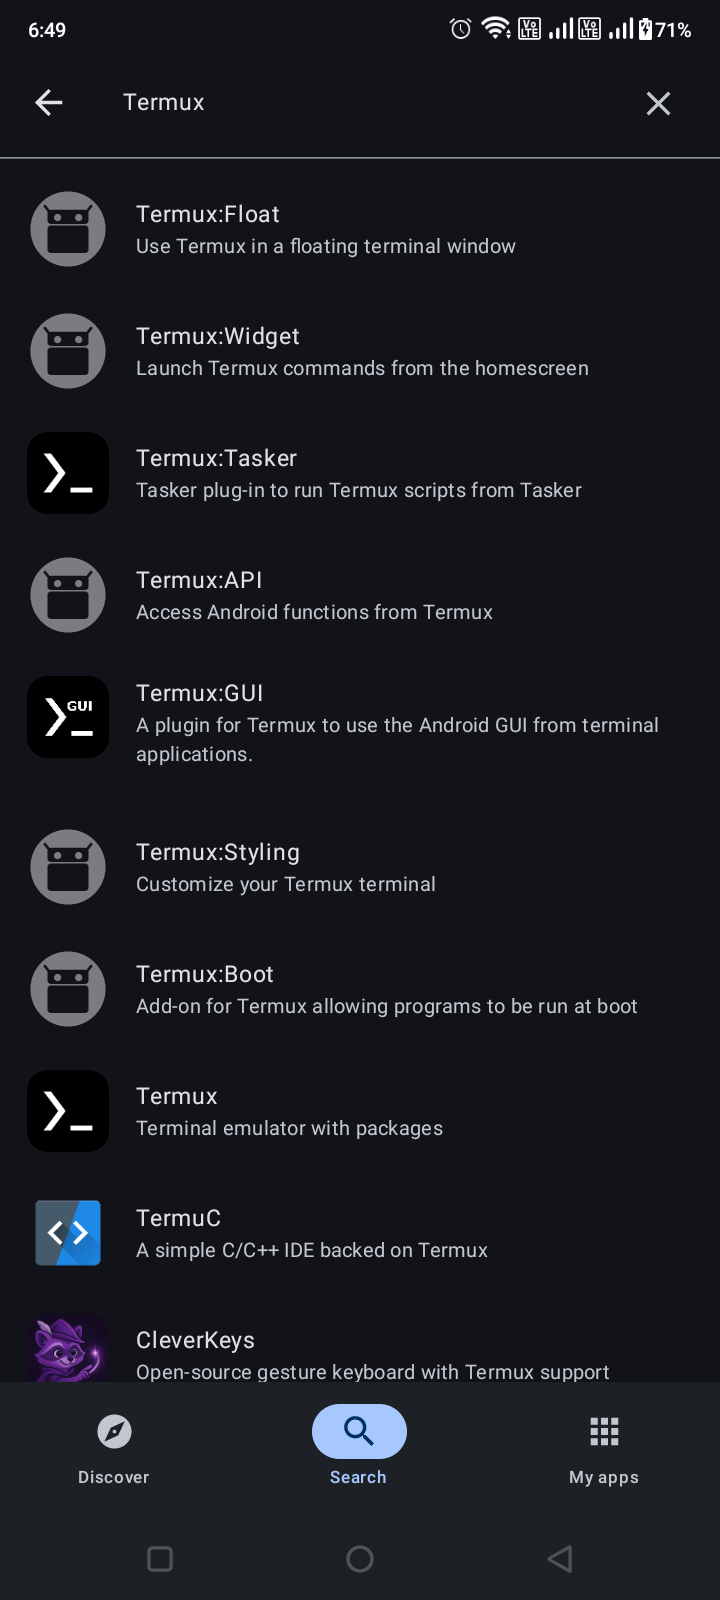 6:49
Vo LTE Vo LTE 71%
Termux
Termux:Float
Use Termux in a floating terminal window
Termux:Widget
Launch Termux commands from the homescreen
Termux:Tasker
Tasker plug-in to run Termux scripts from Tasker
Termux:API
Access Android functions from Termux
GUI
Termux:GUI
A plugin for Termux to use the Android GUI from terminal
applications.
Termux:Styling
Customize your Termux terminal
Termux:Boot
Add-on for Termux allowing programs to be run at boot
Termux
Terminal emulator with packages
TermuC
A simple C/C++ IDE backed on Termux
CleverKeys
Open-source gesture keyboard with Termux support
Discover
Search
My apps